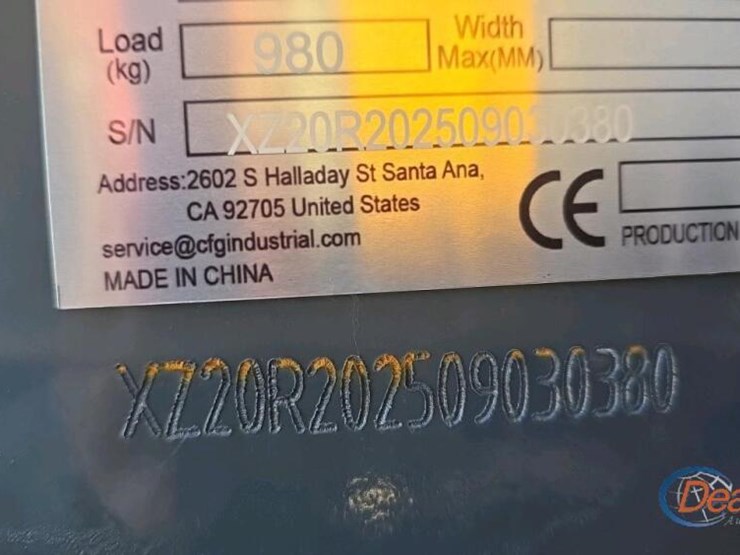 Load (kg) 980 Width Max(MM)
S/N XZ20R202509030380
Address:2602 S Halladay St Santa Ana,
CA 92705 United States
service@cfgindustrial.com
MADE IN CHINA
CE PRODUCTION
XZ20R202509030380